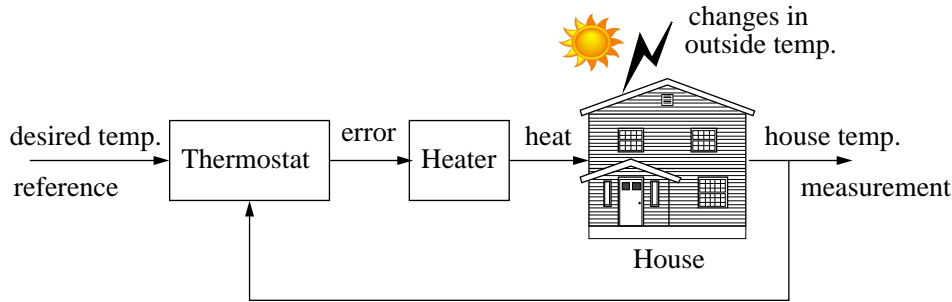 changes in
outside temp.
desired temp.
reference
Thermostat
error
Heater
heat
house temp.
measurement
House